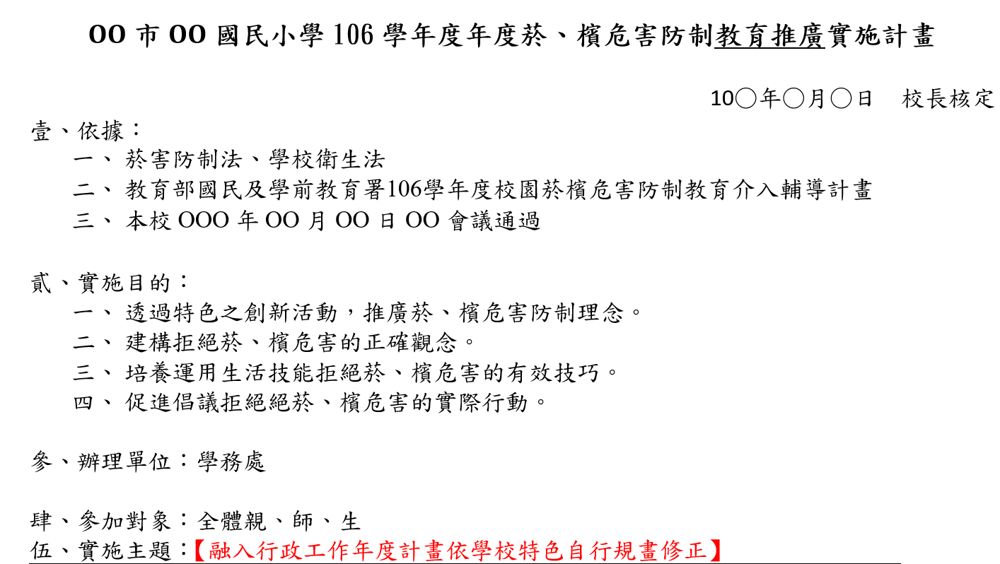 OO 市 OO 國民小學 106 學年度年度菸、檳危害防制教育推廣實施計畫
10〇年〇月〇日　校長核定
壹、依據：
一、 菸害防制法、學校衛生法
二、 教育部國民及學前教育署106學年度校園菸檳危害防制教育介入輔導計畫
三、 本校 OOO 年 OO 月 OO 日 OO 會議通過
貳、實施目的：
一、 透過特色之創新活動，推廣菸、檳危害防制理念。
二、 建構拒絕菸、檳危害的正確觀念。
三、 培養運用生活技能拒絕菸、檳危害的有效技巧。
四、 促進倡議拒絕絕菸、檳危害的實際行動。
參、辦理單位：學務處
肆、參加對象：全體親、師、生
伍、實施主題：【融入行政工作年度計畫依學校特色自行規畫修正】